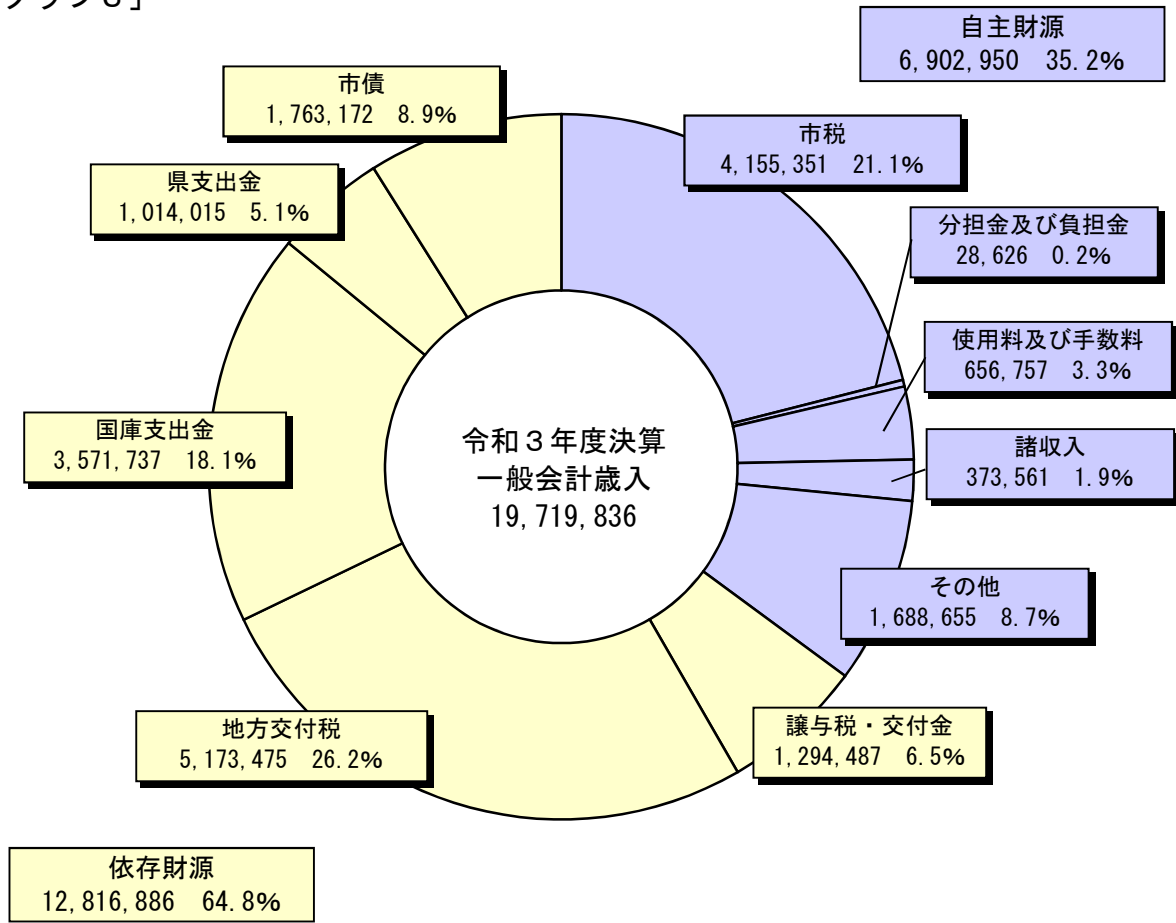 グラフ3］
自主財源
6,902,950 35.2%
市債
1,763,172 8.9%
市税
4,155,351 21.1%
県支出金
1,014,015 5.1%
分担金及び負担金
28,626 0.2%
使用料及び手数料
656,757 3.3%
国庫支出金
3,571,737 18.1%
令和３年度決算
一般会計歳入
19,719,836
諸収入
373,561 1.9%
その他
1,688,655 8.7%
地方交付税
5,173,475 26.2%
譲与税・交付金
1,294,487 6.5%
依存財源
12,816,886 64.8%